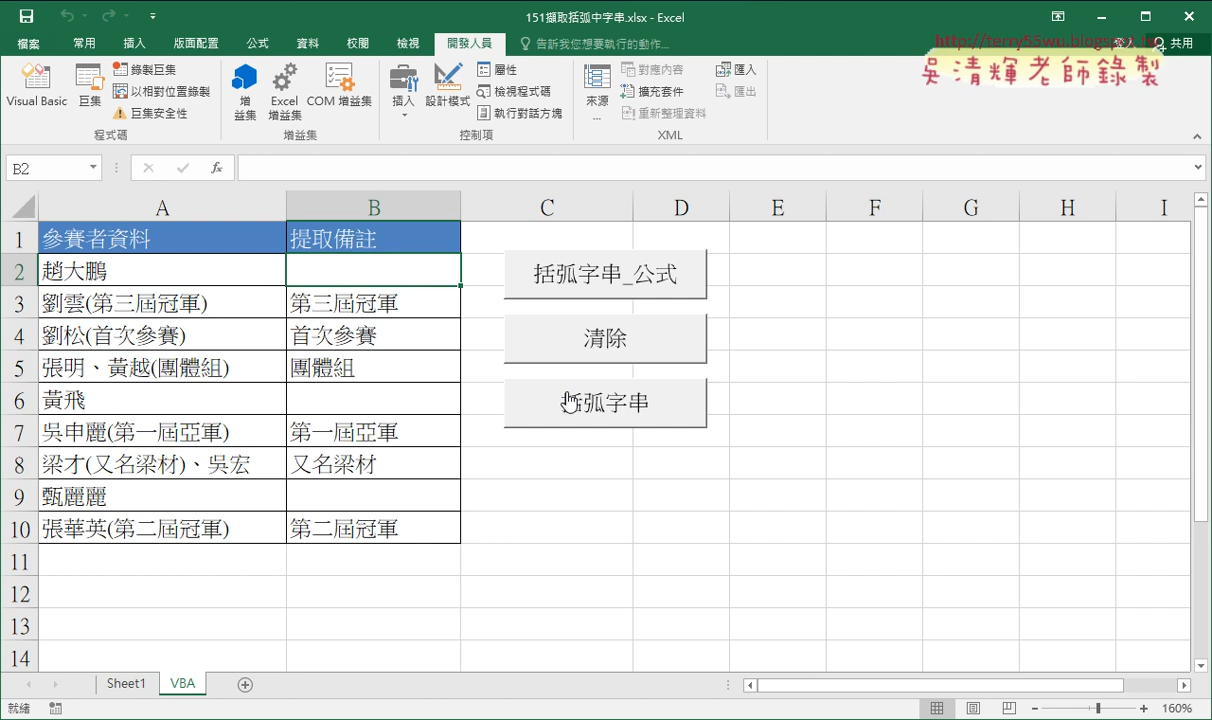 151擷取括弧中字串.xlsx - Excel
檔案 常用 插入 版面配置 公式 資料 校閱 檢視 開發人員 告訴我您想要執行的動作... 登入 共用
http://terry55wu.blogspot.tw
吳清輝老師錄製
Visual Basic 巨集 錄製巨集 以相對位置錄製 巨集安全性
程式碼
增益集 Excel 增益集 COM 增益集
增益集
插入 設計模式 屬性 檢視程式碼 執行對話方塊
控制項
來源... 對應內容 擴充套件 重新整理資料 匯入 匯出
XML
B2 fx
A B C D E F G H I
1 參賽者資料 提取備註
2 趙大鵬
括弧字串_公式
3 劉雲(第三屆冠軍) 第三屆冠軍
4 劉松(首次參賽) 首次參賽
清除
5 張明、黃越(團體組) 團體組
6 黃飛
括弧字串
7 吳申麗(第一屆亞軍) 第一屆亞軍
8 梁才(又名梁材)、吳宏 又名梁材
9 甄麗麗
10 張華英(第二屆冠軍) 第二屆冠軍
11
12
13
14
Sheet1 VBA
就緒 160%